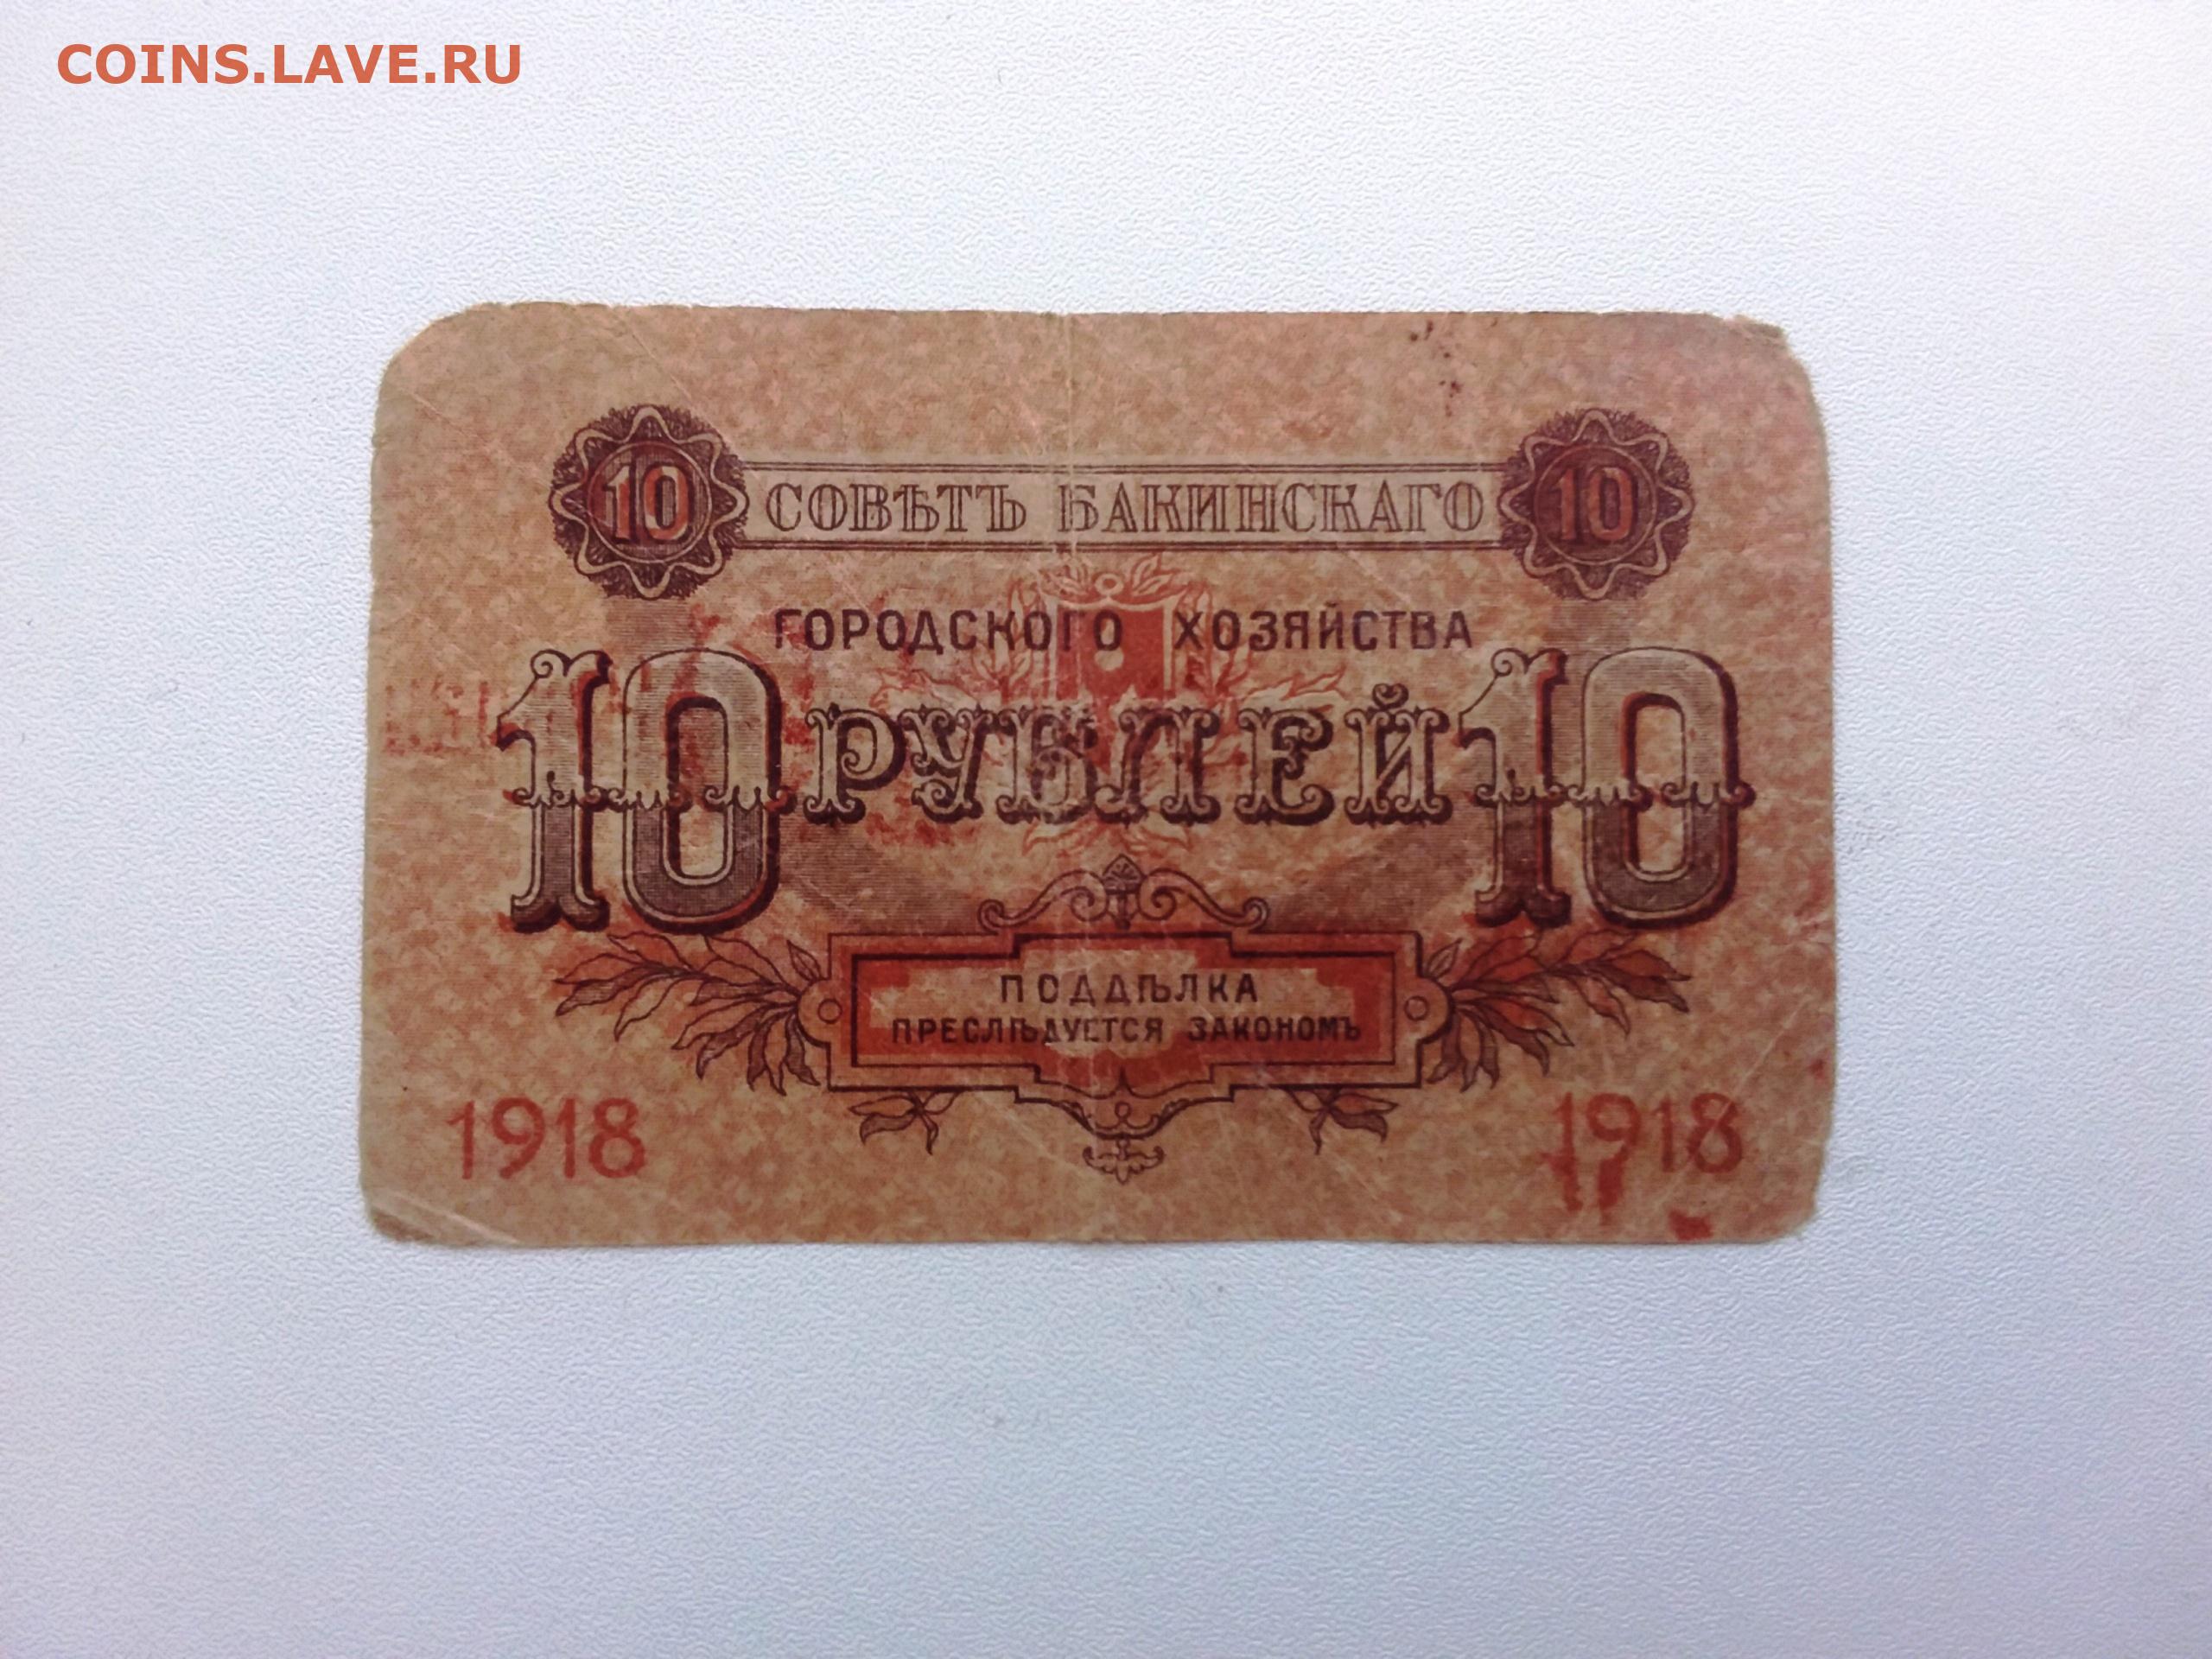 COINS.LAVE.RU
10 СОВѢТЪ БАКИНСКАГО 10
ГОРОДСКОГО ХОЗЯЙСТВА
10 РУБЛЕЙ 10
ПОДДѢЛКА
ПРЕСЛѢДУЕТСЯ ЗАКОНОМЪ
1918 1918